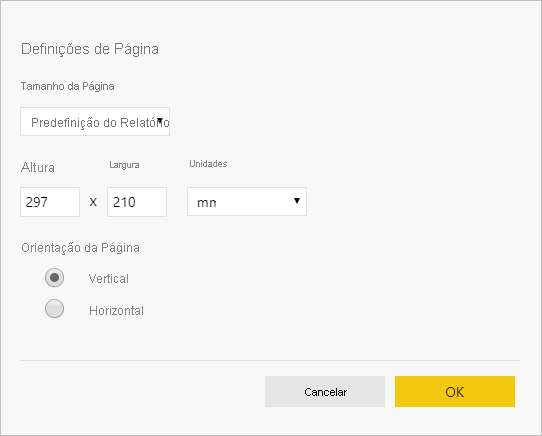 Definições de Página
Tamanho da Página
Predefinição do Relatório
Altura Largura Unidades
297 x 210 mm
Orientação da Página
Vertical
Horizontal
Cancelar OK